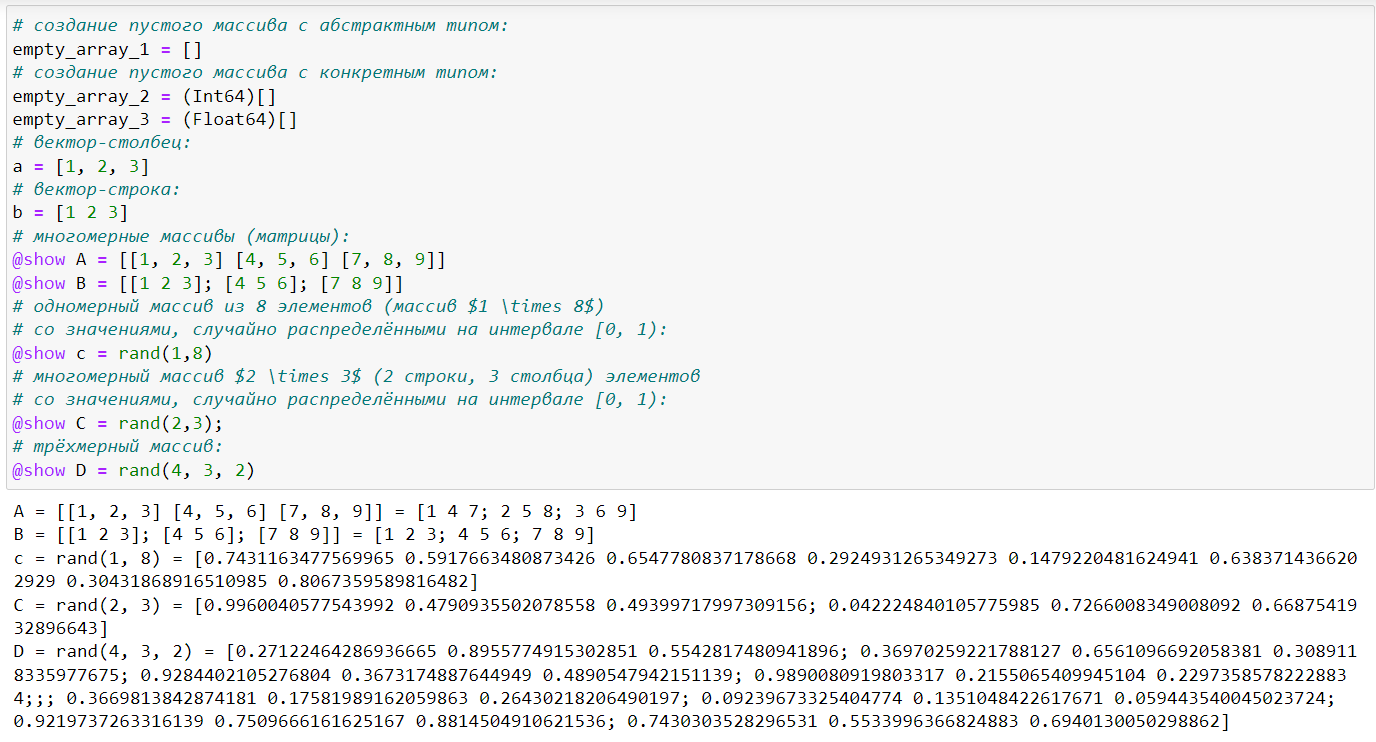 # создание пустого массива с абстрактным типом:
empty_array_1 = []
# создание пустого массива с конкретным типом:
empty_array_2 = (Int64)[]
empty_array_3 = (Float64)[]
# вектор-столбец:
a = [1, 2, 3]
# вектор-строка:
b = [1 2 3]
# многомерные массивы (матрицы):
@show A = [[1, 2, 3] [4, 5, 6] [7, 8, 9]]
@show B = [[1 2 3]; [4 5 6]; [7 8 9]]
# одномерный массив из 8 элементов (массив $1 \times 8$)
# со значениями, случайно распределёнными на интервале [0, 1):
@show c = rand(1,8)
# многомерный массив $2 \times 3$ (2 строки, 3 столбца) элементов
# со значениями, случайно распределёнными на интервале [0, 1):
@show C = rand(2,3);
# трёхмерный массив:
@show D = rand(4, 3, 2)
A = [[1, 2, 3] [4, 5, 6] [7, 8, 9]] = [1 4 7; 2 5 8; 3 6 9]
B = [[1 2 3]; [4 5 6]; [7 8 9]] = [1 2 3; 4 5 6; 7 8 9]
c = rand(1, 8) = [0.7431163477569965 0.5917663480873426 0.6547780837178668 0.2924931265349273 0.1479220481624941 0.638371436620
2929 0.30431868916510985 0.8067359589816482]
C = rand(2, 3) = [0.9960040577543992 0.4790935502078558 0.49399717997309156; 0.042224840105775985 0.7266008349008092 0.66875419
32896643]
D = rand(4, 3, 2) = [0.27122464286936665 0.8955774915302851 0.5542817480941896; 0.36970259221788127 0.6561096692058381 0.308911
8335977675; 0.9284402105276804 0.3673174887644949 0.4890547942151139; 0.9890080919803317 0.2155065409945104 0.2297358578222883
4;;; 0.3669813842874181 0.17581989162059863 0.26430218206490197; 0.09239673325404774 0.1351048422617671 0.059443540045023724;
0.9219737263316139 0.7509666161625167 0.8814504910621536; 0.7430303528296531 0.5533996366824883 0.6940130050298862]